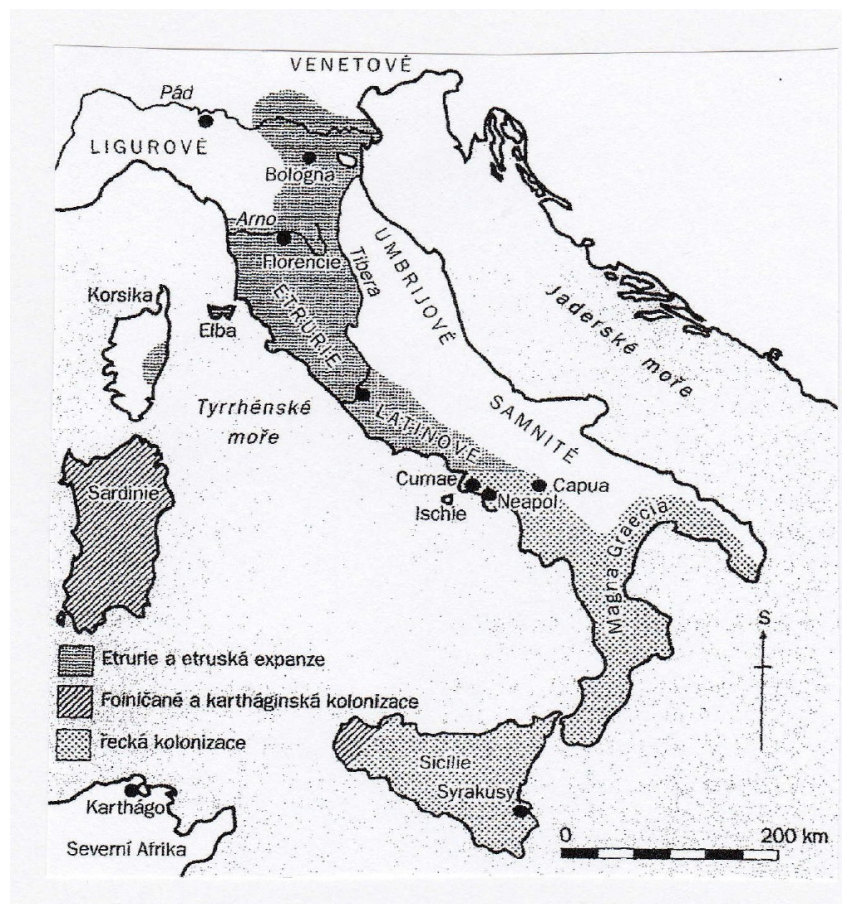 VENETOVÉ
Pád
LIGUROVÉ
Bologna
Arno
Florencie
Tibera
UMBRIJOVÉ
Korsika
Elba
ETRURIE
Jaderské moře
Tyrrhénské
moře
LATINOVÉ
SAMNITÉ
Sardinie
Cumae
Capua
Neapol
Ischie
Magna Graecia
S
Etrurie a etruská expanze
Foiničané a kartháginská kolonizace
řecká kolonizace
Sicílie
Syrakusy
Karthágo
Severní Afrika
0 200 km